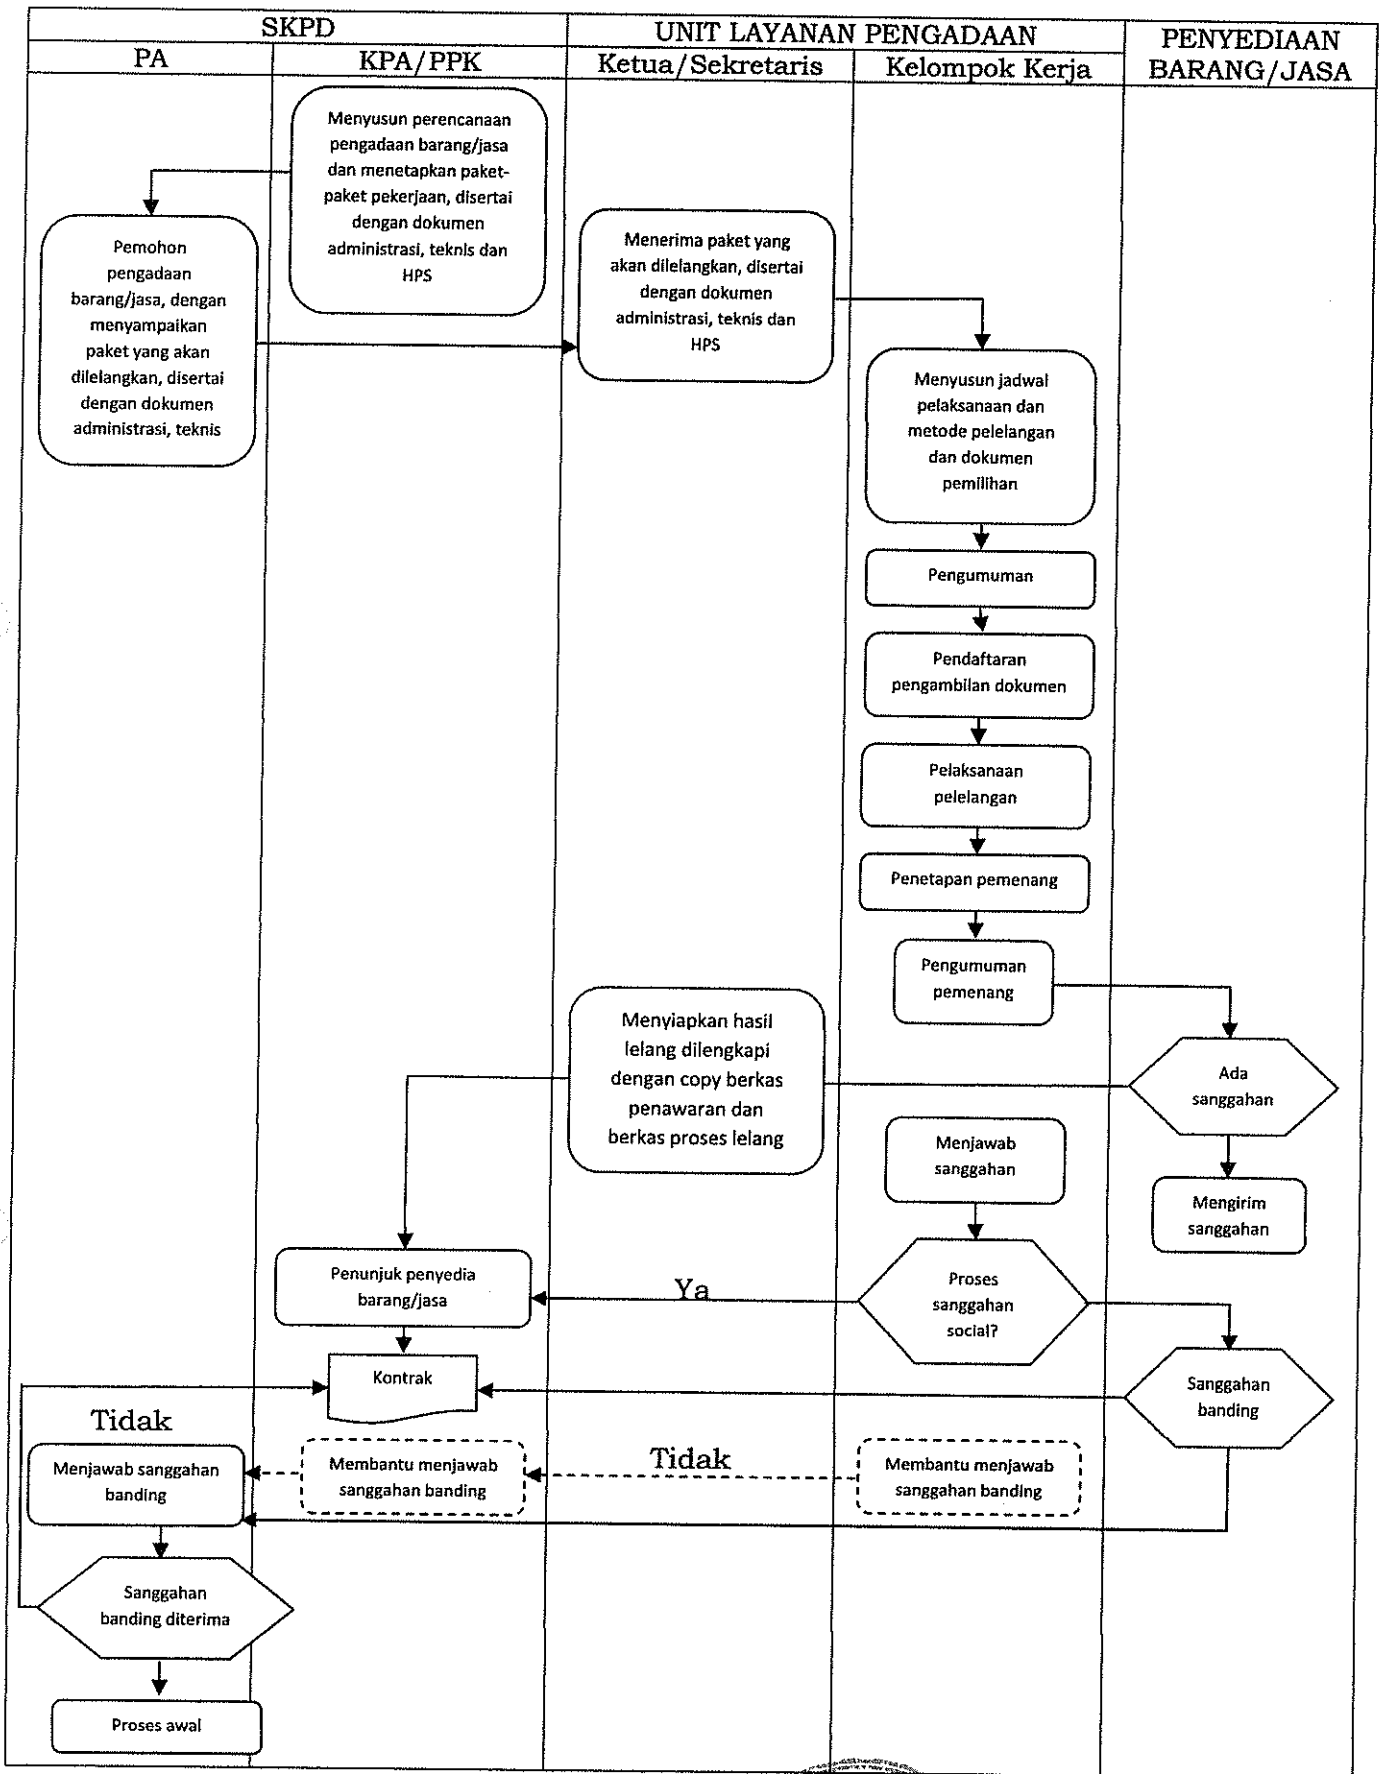 SKPD
UNIT LAYANAN PENGADAAN
PENYEDIAAN
BARANG/JASA
PA
KPA/PPK
Ketua/Sekretaris
Kelompok Kerja
Menyusun perencanaan
pengadaan barang/jasa
dan menetapkan paket-
paket pekerjaan, disertai
dengan dokumen
administrasi, teknis dan
HPS
Pemohon
pengadaan
barang/jasa, dengan
menyampaikan
paket yang akan
dilelangkan, disertai
dengan dokumen
administrasi, teknis
Menerima paket yang
akan dilelangkan, disertai
dengan dokumen
administrasi, teknis dan
HPS
Menyusun jadwal
pelaksanaan dan
metode pelelangan
dan dokumen
pemilihan
Pengumuman
Pendaftaran
pengambilan dokumen
Pelaksanaan
pelelangan
Penetapan pemenang
Pengumuman
pemenang
Menyiapkan hasil
lelang dilengkapi
dengan copy berkas
penawaran dan
berkas proses lelang
Ada
sanggahan
Menjawab
sanggahan
Mengirim
sanggahan
Penunjuk penyedia
barang/jasa
Ya
Proses
sanggahan
social?
Kontrak
Sanggahan
banding
Tidak
Menjawab sanggahan
banding
Membantu menjawab
sanggahan banding
Tidak
Membantu menjawab
sanggahan banding
Sanggahan
banding diterima
Proses awal